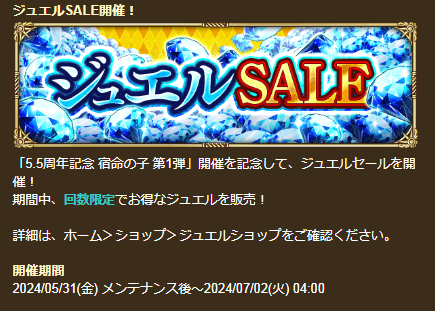 ジュエルSALE開催！
ジュエルSALE
「5.5周年記念 宿命の子 第1弾」開催を記念して、ジュエルセールを開
催！
期間中、回数限定でお得なジュエルを販売！
詳細は、ホーム＞ショップ＞ジュエルショップをご確認ください。
開催期間
2024/05/31(金) メンテナンス後～2024/07/02(火) 04:00